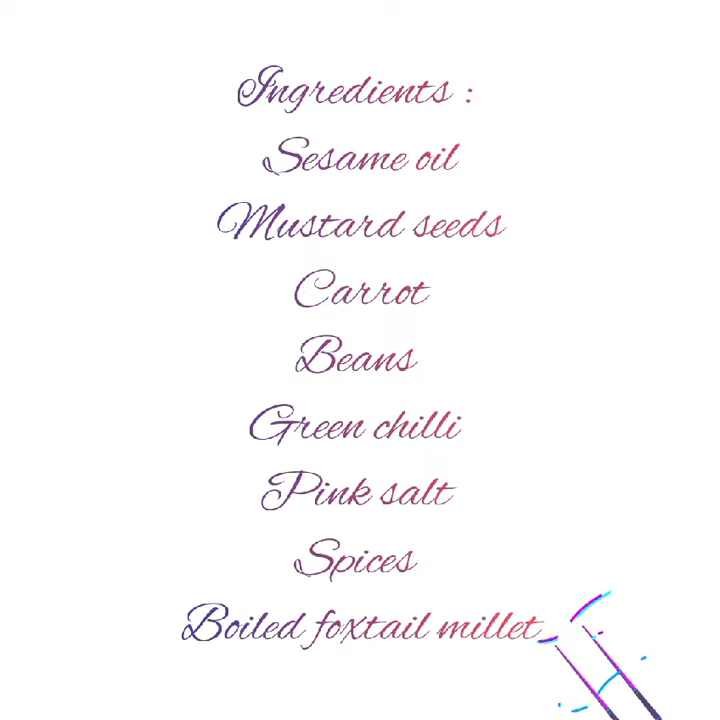 Ingredients :
Sesame oil
Mustard seeds
Carrot
Beans
Green chilli
Pink salt
Spices
Boiled foxtail millet